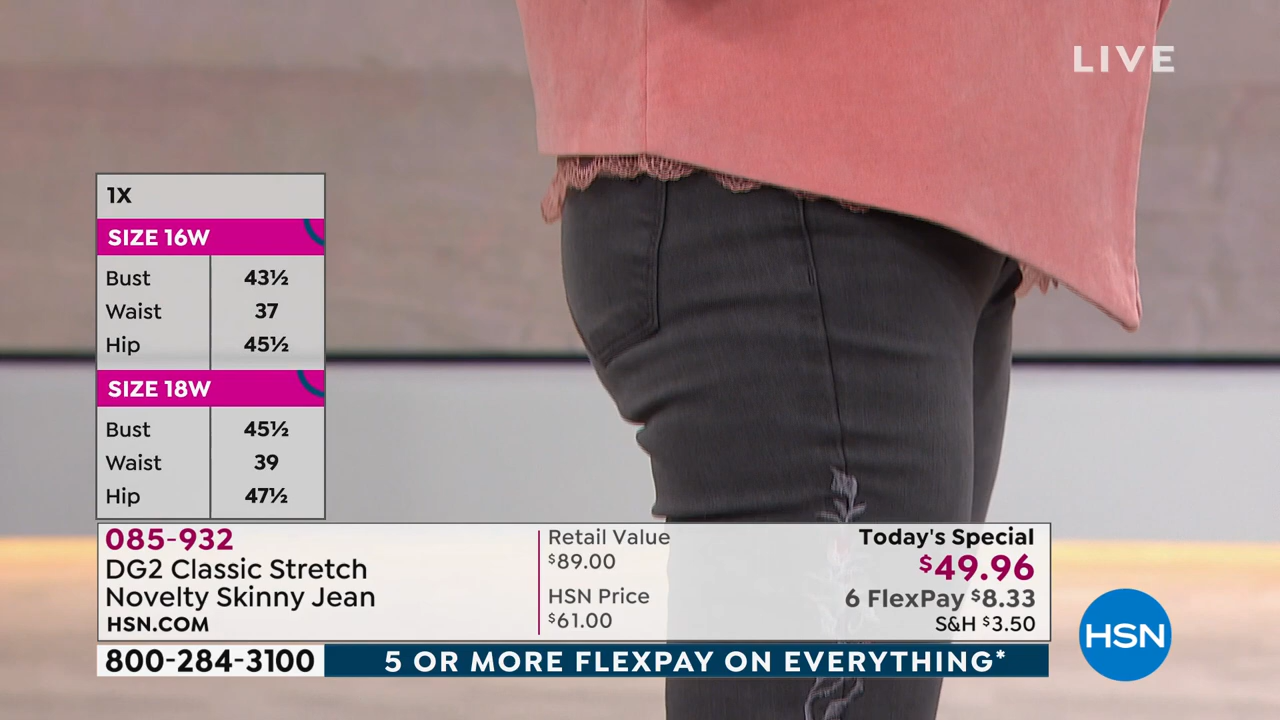 LIVE
1X
SIZE 16W
Bust 43½
Waist 37
Hip 45½
SIZE 18W
Bust 45½
Waist 39
Hip 47½
085-932
DG2 Classic Stretch
Novelty Skinny Jean
HSN.COM
Retail Value
$89.00
HSN Price
$61.00
Today's Special
$49.96
6 FlexPay $8.33
S&H $3.50
800-284-3100
5 OR MORE FLEXPAY ON EVERYTHING*
HSN